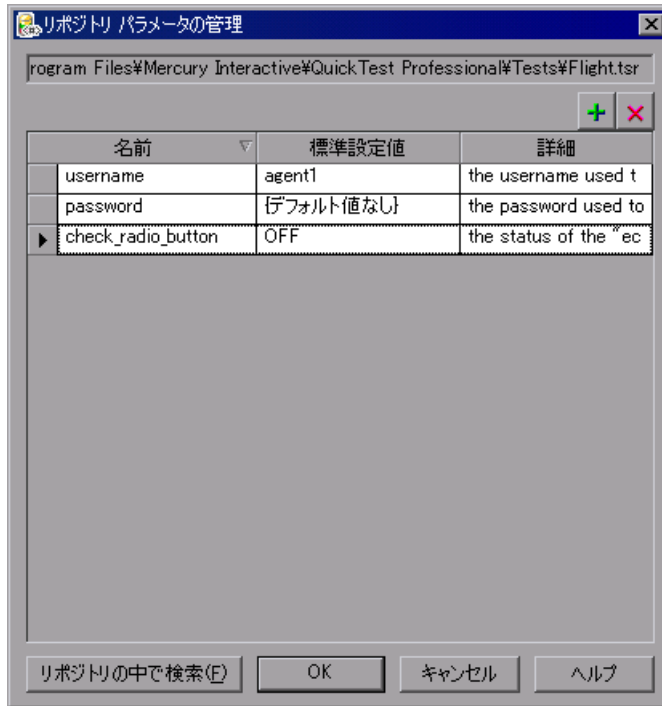 リポジトリ パラメータの管理
rogram Files¥Mercury Interactive¥QuickTest Professional¥Tests¥Flight.tsr
名前 標準設定値 詳細
username agent1 the username used t
password {デフォルト値なし} the password used to
check_radio_button OFF the status of the "ec
リポジトリの中で検索(F) OK キャンセル ヘルプ